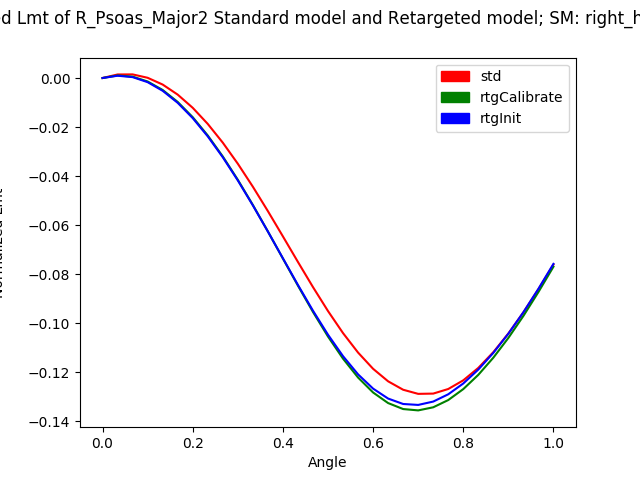 d Lmt of R_Psoas_Major2 Standard model and Retargeted model; SM: right_h
std
rtgCalibrate
rtgInit
0.00
−0.02
−0.04
−0.06
−0.08
−0.10
−0.12
−0.14
0.0 0.2 0.4 0.6 0.8 1.0
Angle